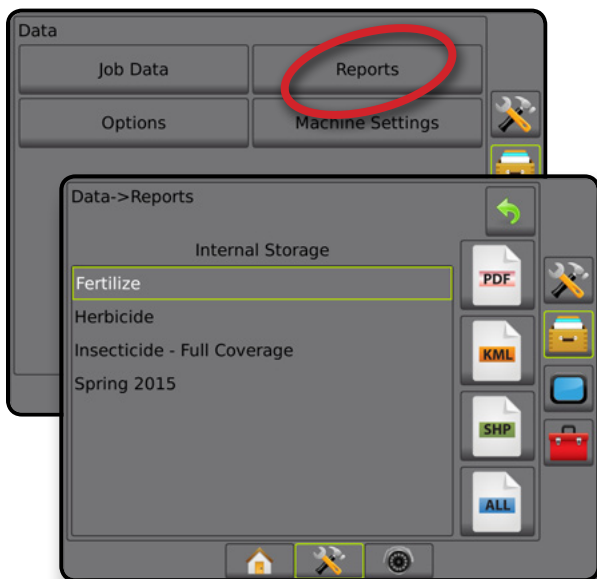 Data
Job Data
Reports
Options
Machine Settings
Data->Reports
Internal Storage
Fertilize
Herbicide
Insecticide - Full Coverage
Spring 2015
PDF
KML
SHP
ALL